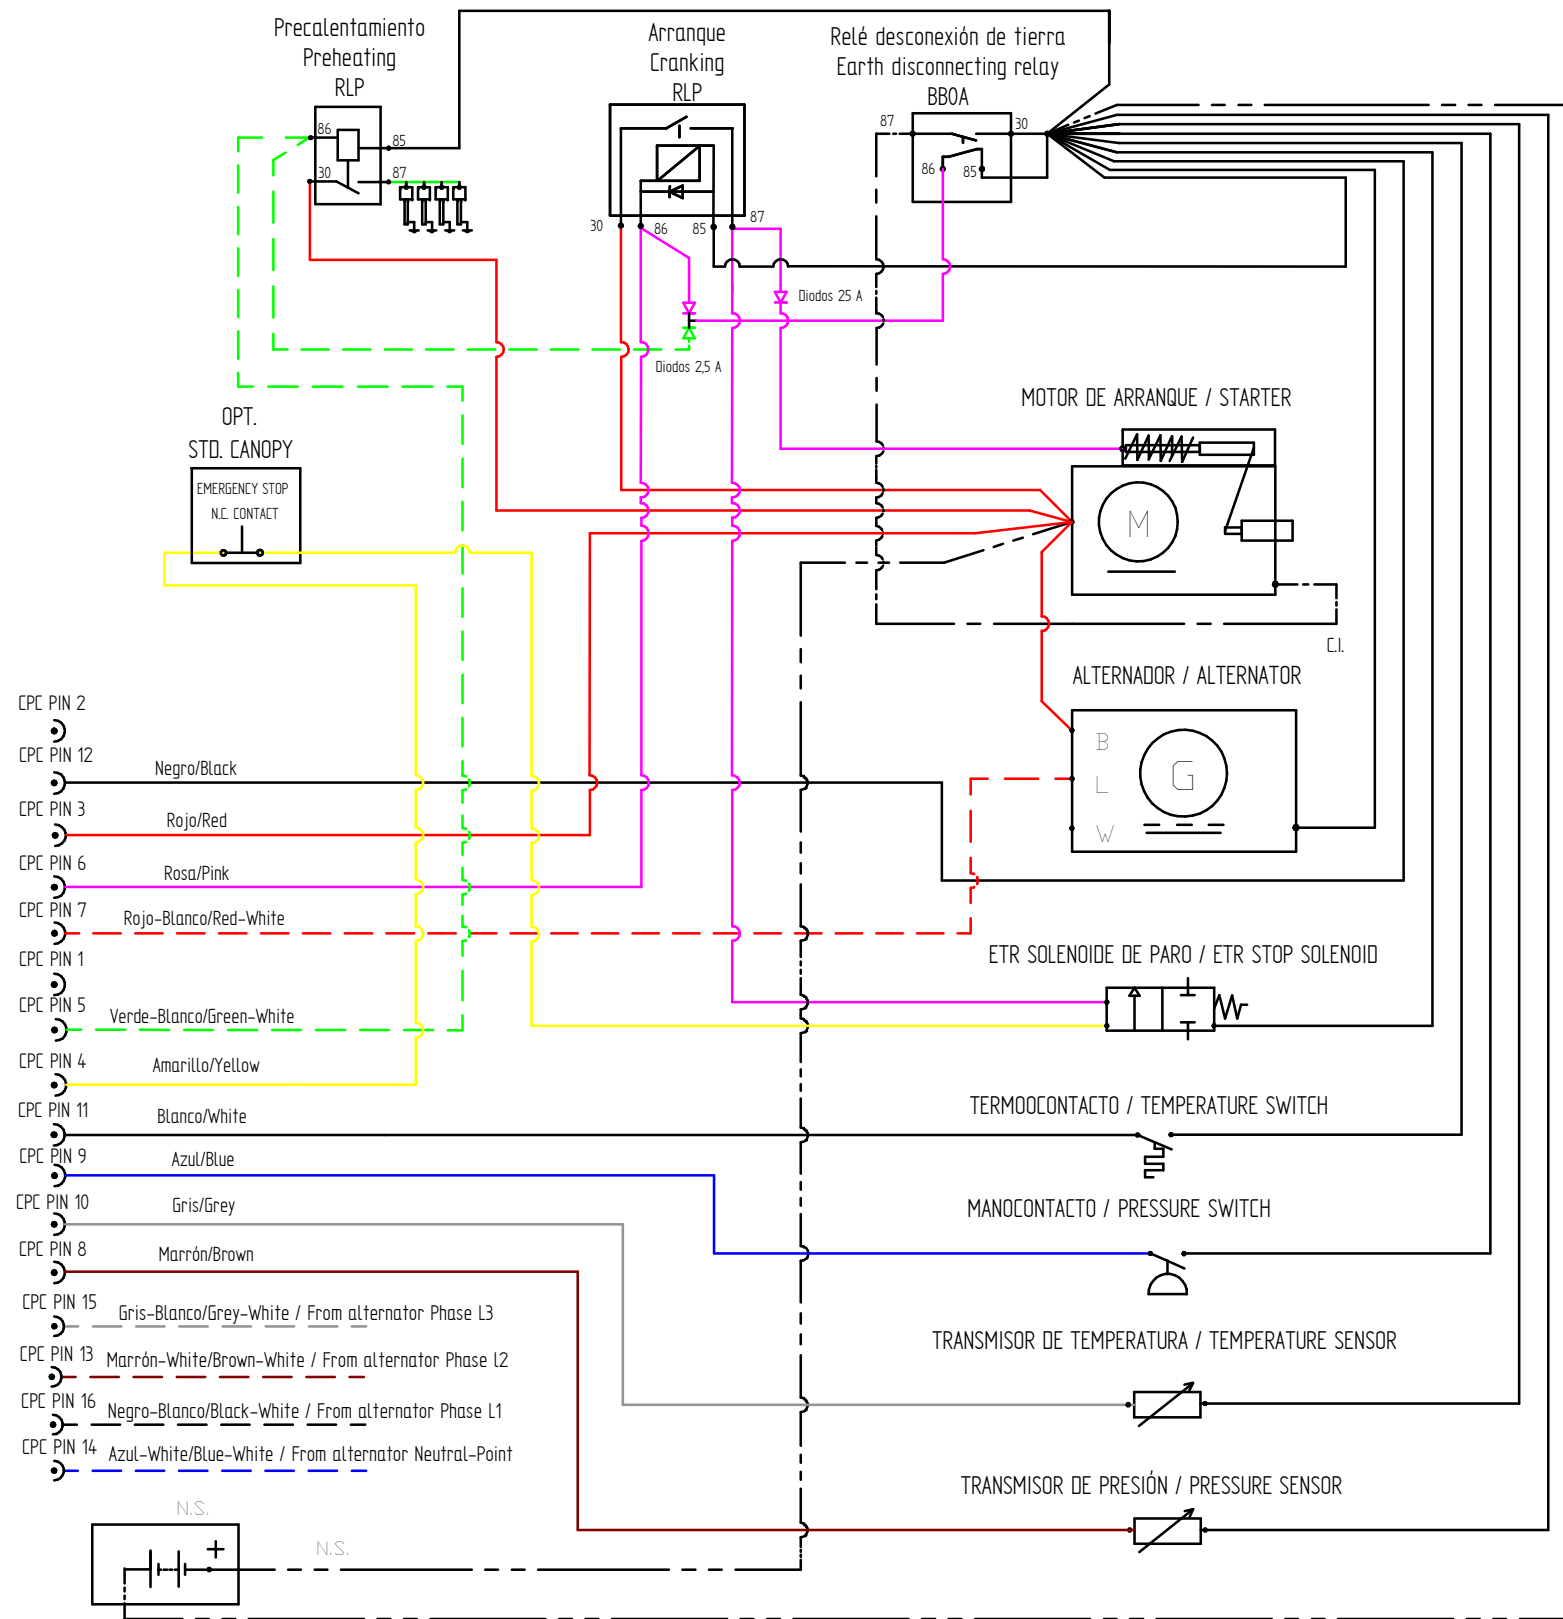 Precalentamiento
Preheating
RLP
86
85
30
87
Arranque
Cranking
RLP
30
86
85
87
Relé desconexión de tierra
Earth disconnecting relay
BBOA
87
30
86
85
Diodos 25 A
Diodos 2,5 A
OPT.
STD. CANOPY
EMERGENCY STOP
N.C. CONTACT
MOTOR DE ARRANQUE / STARTER
M
C.I.
ALTERNADOR / ALTERNATOR
B
L
W
G
CPC PIN 2
CPC PIN 12
Negro/Black
CPC PIN 3
Rojo/Red
CPC PIN 6
Rosa/Pink
CPC PIN 7
Rojo-Blanco/Red-White
CPC PIN 1
CPC PIN 5
Verde-Blanco/Green-White
CPC PIN 4
Amarillo/Yellow
CPC PIN 11
Blanco/White
CPC PIN 9
Azul/Blue
CPC PIN 10
Gris/Grey
CPC PIN 8
Marrón/Brown
CPC PIN 15
Gris-Blanco/Grey-White / From alternator Phase L3
CPC PIN 13
Marrón-White/Brown-White / From alternator Phase L2
CPC PIN 16
Negro-Blanco/Black-White / From alternator Phase L1
CPC PIN 14
Azul-White/Blue-White / From alternator Neutral-Point
ETR SOLENOIDE DE PARO / ETR STOP SOLENOID
TERMOOCONTACTO / TEMPERATURE SWITCH
MANOCONTACTO / PRESSURE SWITCH
TRANSMISOR DE TEMPERATURA / TEMPERATURE SENSOR
TRANSMISOR DE PRESIÓN / PRESSURE SENSOR
N.S.
+
N.S.